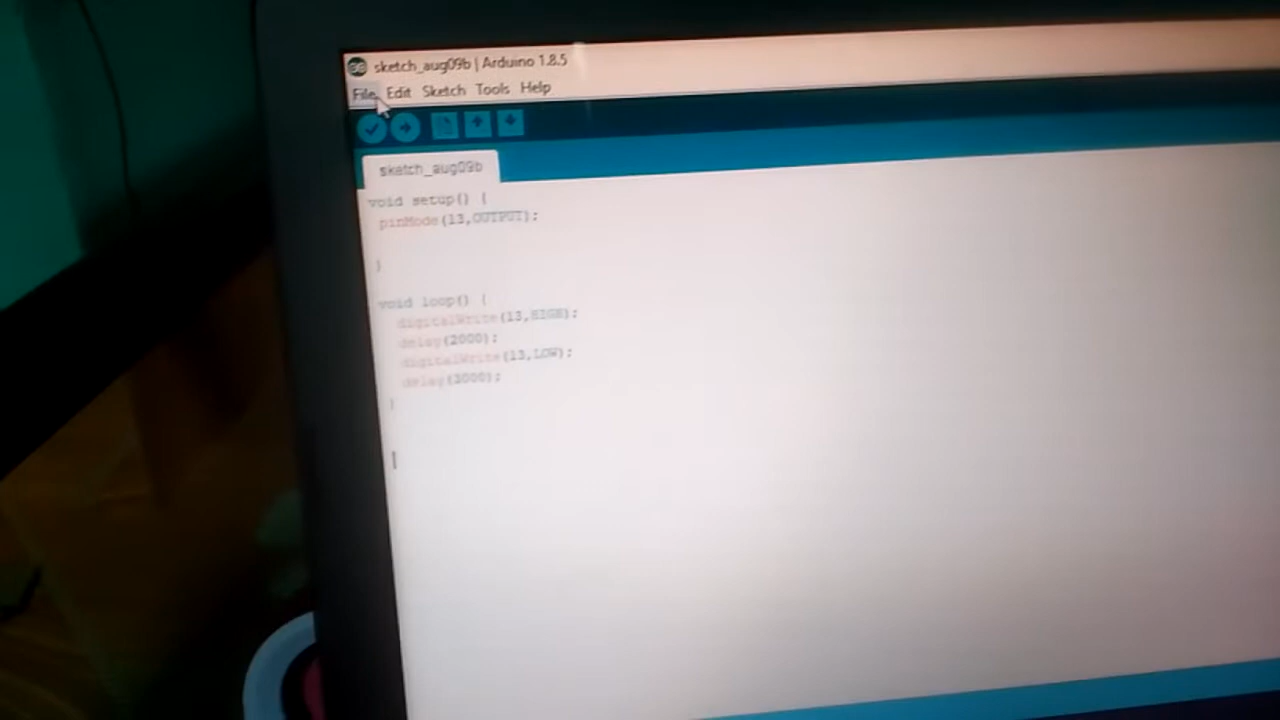 sketch_aug09b | Arduino 1.8.5
File Edit Sketch Tools Help
sketch_aug09b
void setup() {
pinMode(13,OUTPUT);
}
void loop() {
digitalWrite(13,HIGH);
delay(2000);
digitalWrite(13,LOW);
delay(3000);
}